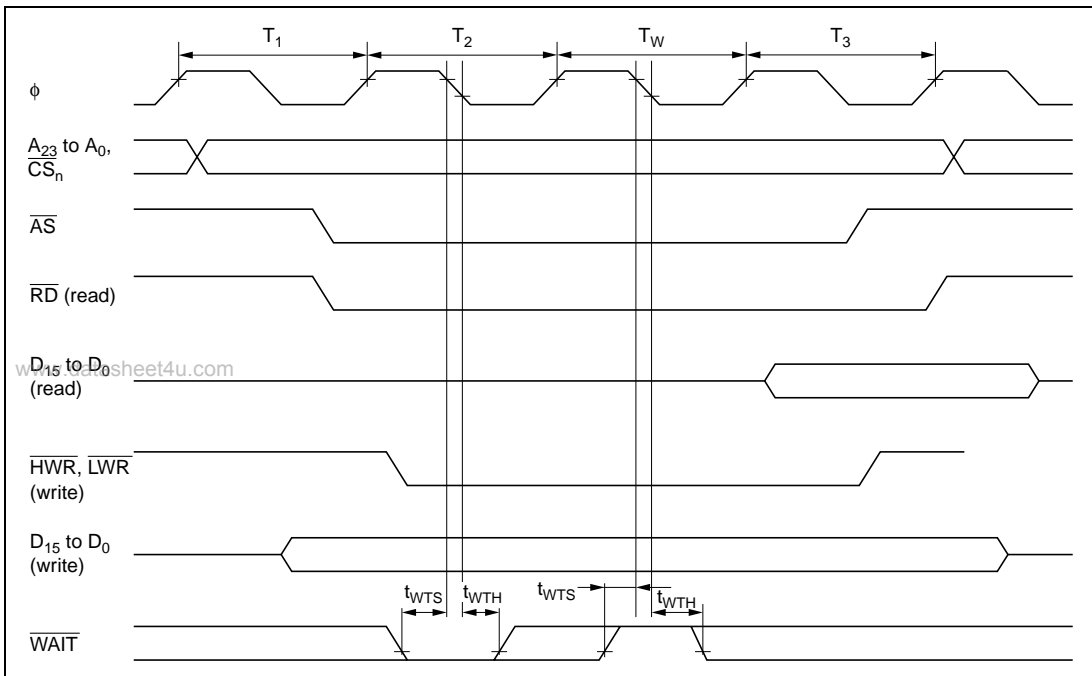 T1 T2 TW T3
ϕ
A23 to A0,
CSn
AS
RD (read)
D15 to D0
www.datasheet4u.com
(read)
HWR, LWR
(write)
D15 to D0
(write)
tWTS tWTH tWTS tWTH
WAIT